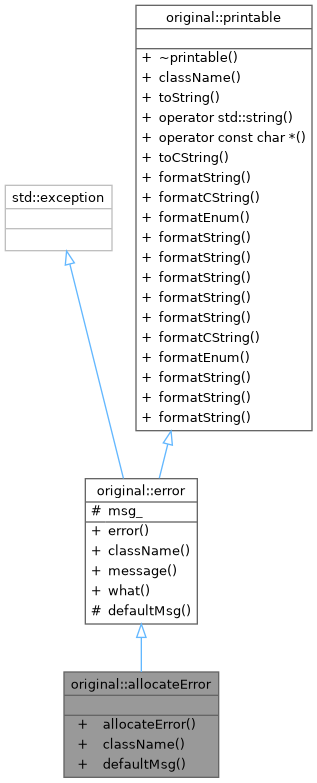 original::printable
+ ~printable()
+ className()
+ toString()
+ operator std::string()
+ operator const char *()
+ toCString()
+ formatString()
+ formatCString()
+ formatEnum()
+ formatString()
+ formatString()
+ formatString()
+ formatString()
+ formatString()
+ formatCString()
+ formatEnum()
+ formatString()
+ formatString()
+ formatString()
std::exception
original::error
# msg_
+ error()
+ className()
+ message()
+ what()
# defaultMsg()
original::allocateError
+ allocateError()
+ className()
+ defaultMsg()